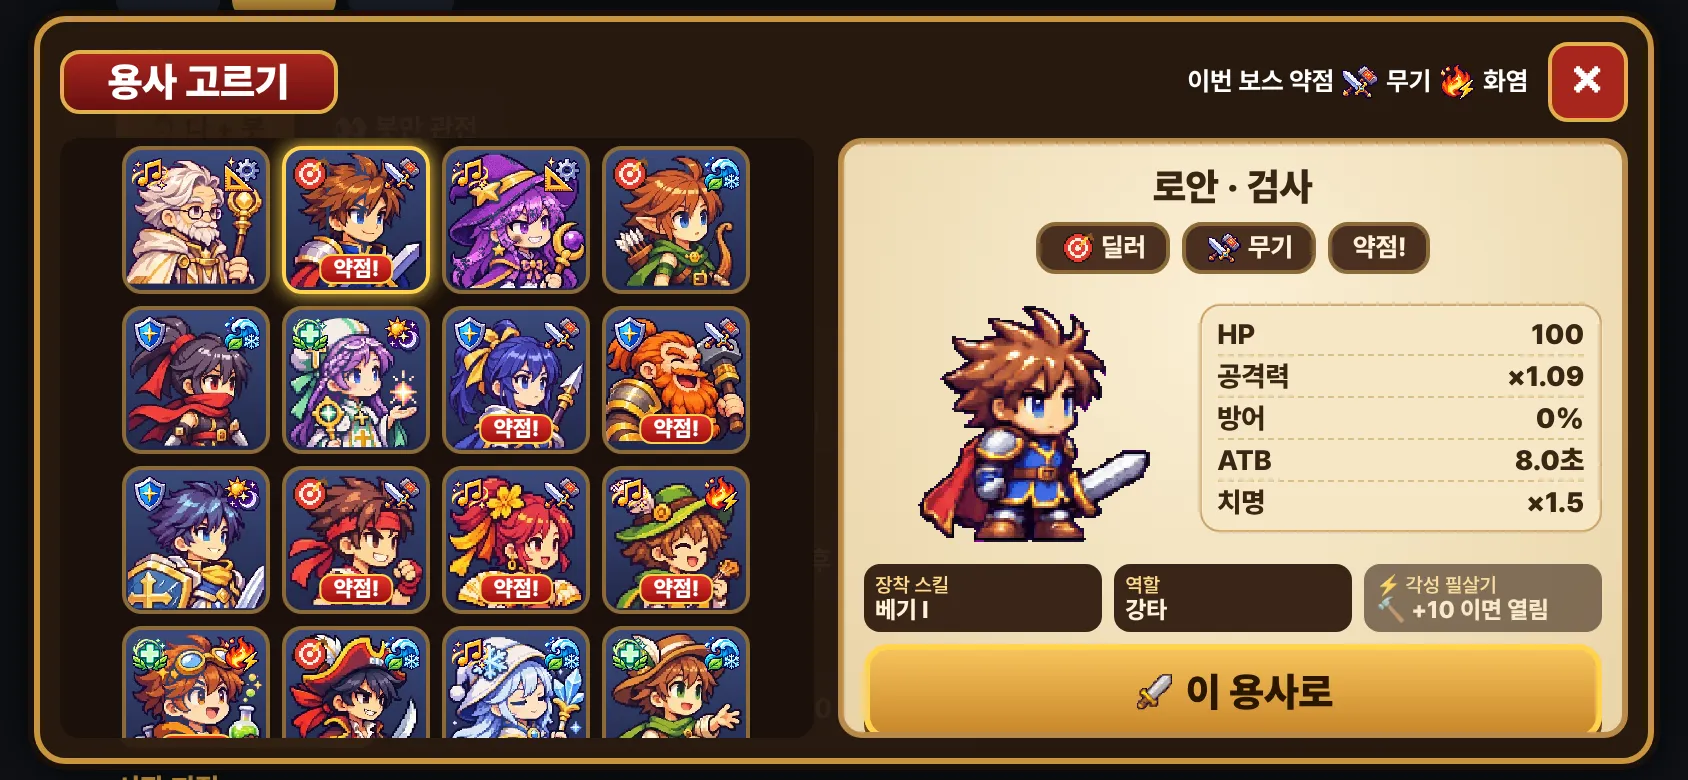 용사 고르기
이번 보스 약점 무기 화염
약점!
약점!
약점!
약점!
약점!
약점!
로안 · 검사
딜러
무기
약점!
HP 100
공격력 ×1.09
방어 0%
ATB 8.0초
치명 ×1.5
장착 스킬
베기 I
역할
강타
각성 필살기
+10 이면 열림
이 용사로